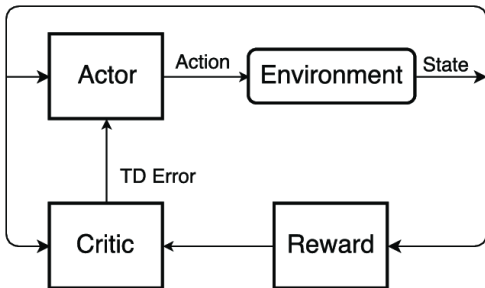 Actor
Action
Environment
State
TD Error
Critic
Reward